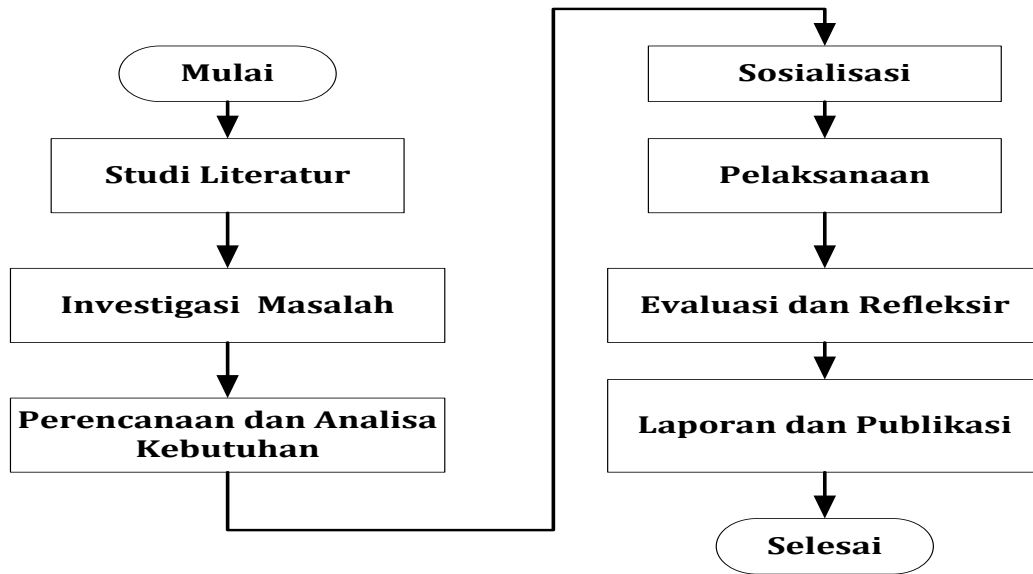 Mulai
Studi Literatur
Investigasi Masalah
Perencanaan dan Analisa
Kebutuhan
Sosialisasi
Pelaksanaan
Evaluasi dan Refleksir
Laporan dan Publikasi
Selesai